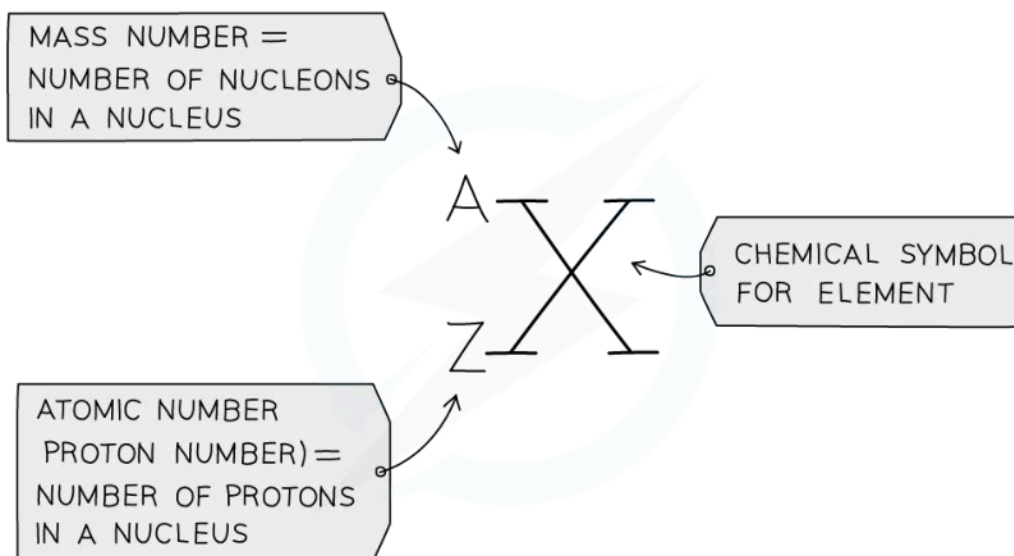 MASS NUMBER =
NUMBER OF NUCLEONS
IN A NUCLEUS
A
X
CHEMICAL SYMBOL
FOR ELEMENT
Z
ATOMIC NUMBER
PROTON NUMBER) =
NUMBER OF PROTONS
IN A NUCLEUS